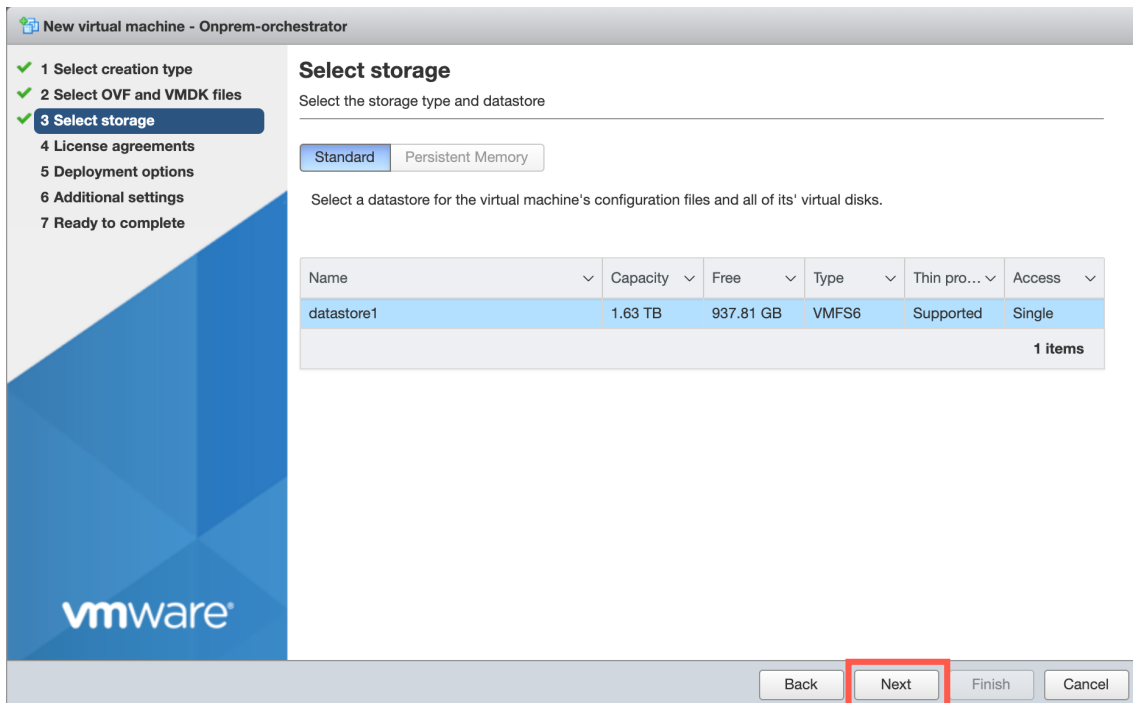 New virtual machine - Onprem-orchestrator
1 Select creation type
2 Select OVF and VMDK files
3 Select storage
4 License agreements
5 Deployment options
6 Additional settings
7 Ready to complete
Select storage
Select the storage type and datastore
Standard Persistent Memory
Select a datastore for the virtual machine's configuration files and all of its' virtual disks.
Name Capacity Free Type Thin pro... Access
datastore1 1.63 TB 937.81 GB VMFS6 Supported Single
1 items
vmware®
Back Next Finish Cancel